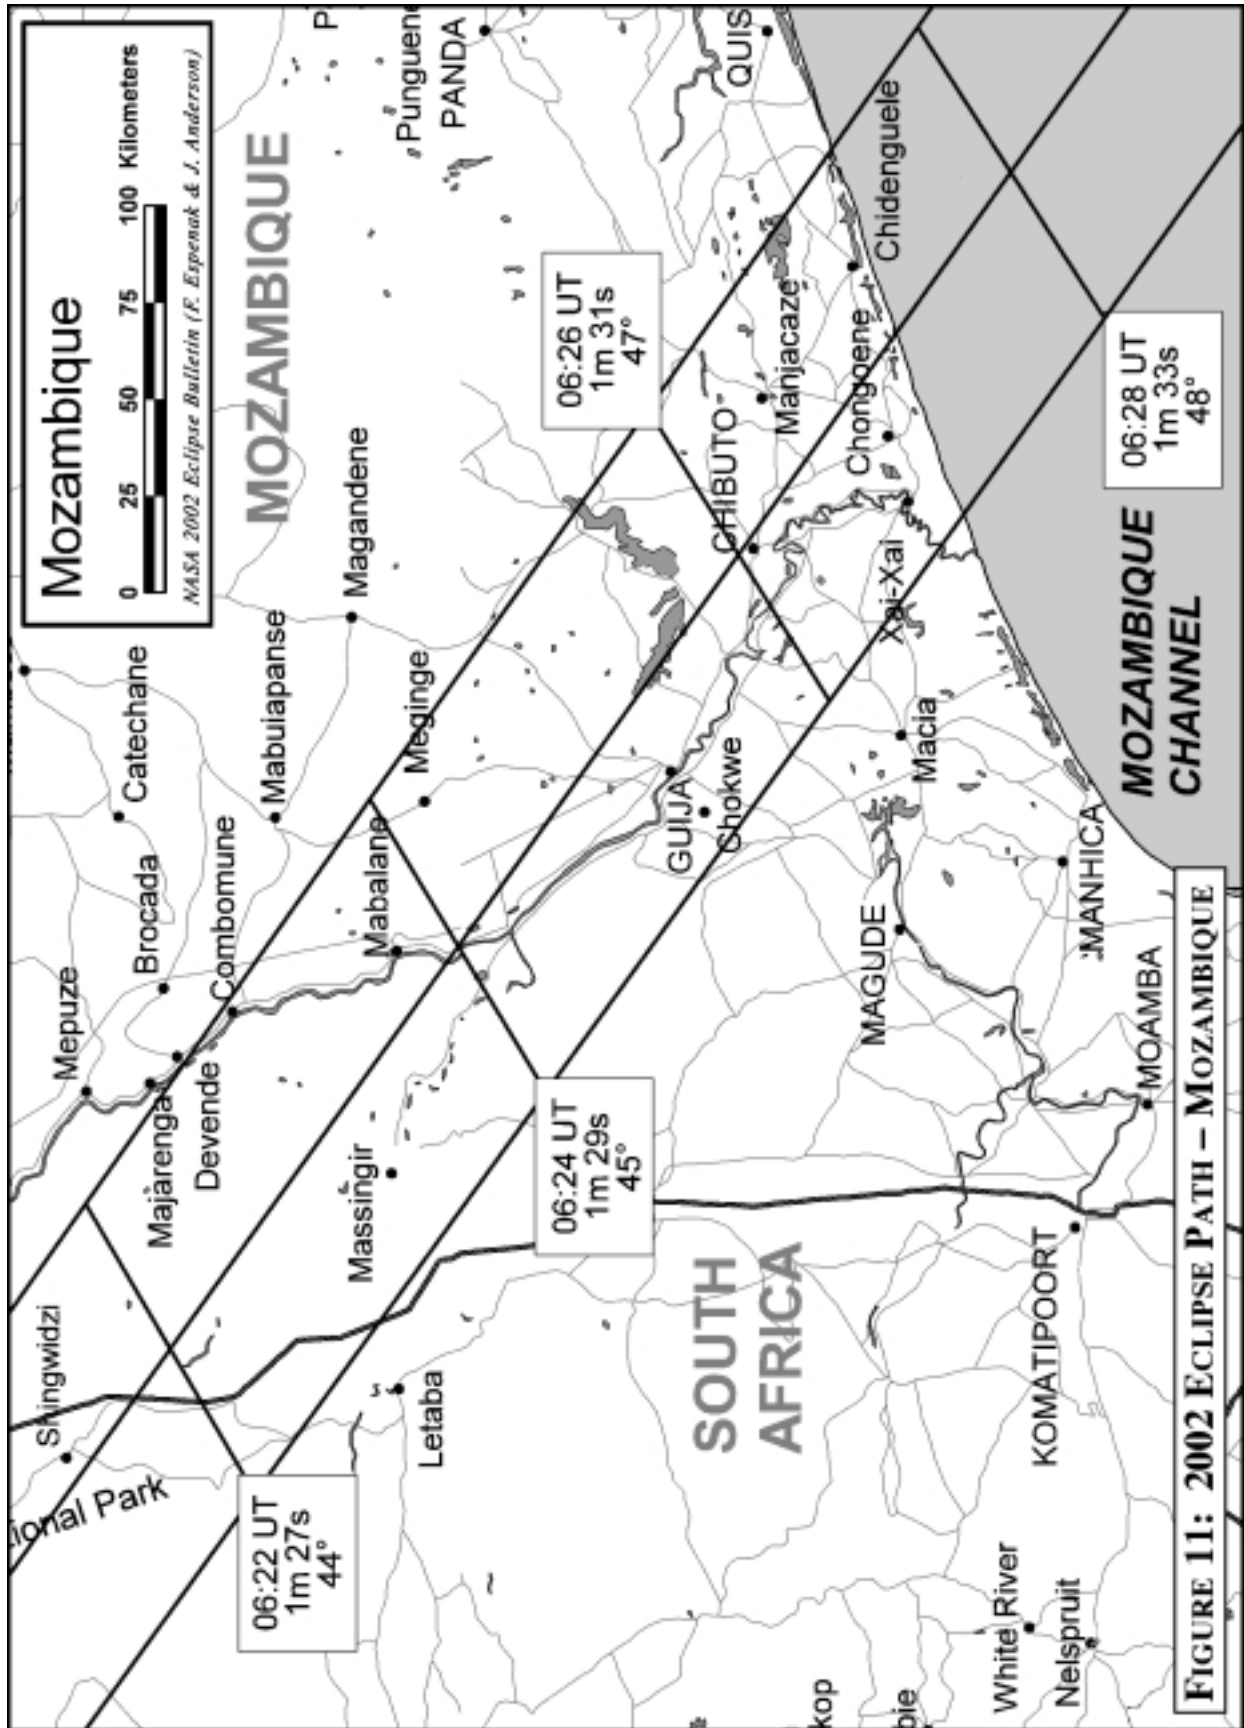 Mozambique
0 25 50 75 100 Kilometers
NASA 2002 Eclipse Bulletin (F. Espenak & J. Anderson)
MOZAMBIQUE
Catechane
Mabuiapanse
Magandene
Punguene
PANDA
QUIS
Mepuze
Brocada
Combomune
Majarenga
Devende
Mabalane
Meginge
06:26 UT
1m 31s
47°
CHIBUTO
Manjacaze
Chidenguele
Chongoene
Xai-Xai
Shingwidzi
ional Park
Massingir
Letaba
06:22 UT
1m 27s
44°
06:24 UT
1m 29s
45°
GUIJA
Chokwe
Macia
MAGUDE
MANHICA
MOAMBA
06:28 UT
1m 33s
48°
MOZAMBIQUE
CHANNEL
SOUTH
AFRICA
KOMATIPOORT
White River
Nelspruit
kop
bie
FIGURE 11: 2002 ECLIPSE PATH – MOZAMBIQUE